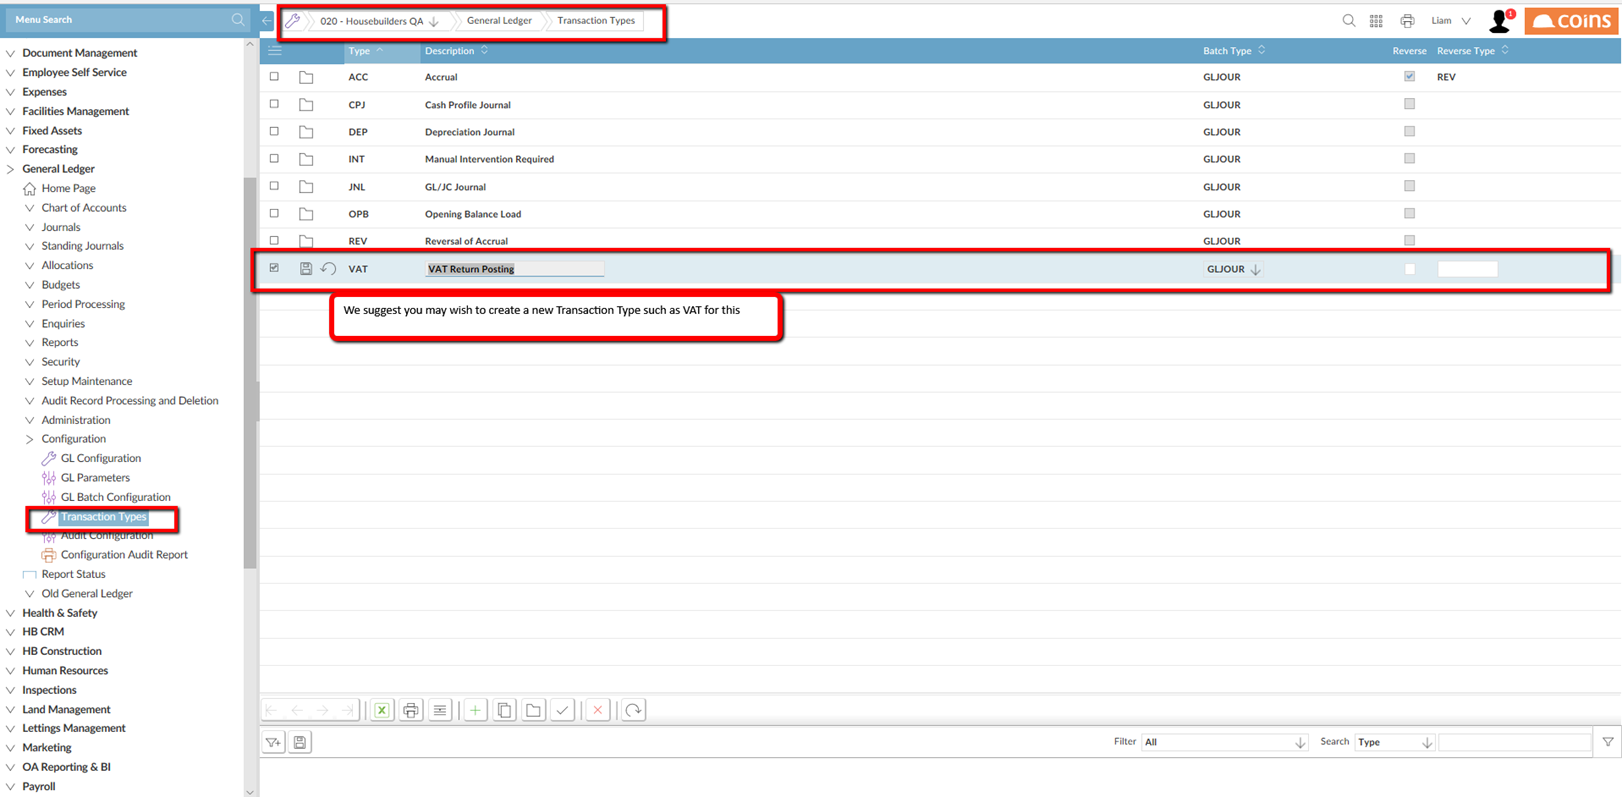 Menu Search
020 - Housebuilders QA
General Ledger
Transaction Types
Liam
1
coins
Document Management
Employee Self Service
Expenses
Facilities Management
Fixed Assets
Forecasting
General Ledger
Home Page
Chart of Accounts
Journals
Standing Journals
Allocations
Budgets
Period Processing
Enquiries
Reports
Security
Setup Maintenance
Audit Record Processing and Deletion
Administration
Configuration
GL Configuration
GL Parameters
GL Batch Configuration
Transaction Types
Audit Configuration
Configuration Audit Report
Report Status
Old General Ledger
Health & Safety
HB CRM
HB Construction
Human Resources
Inspections
Land Management
Lettings Management
Marketing
OA Reporting & BI
Payroll
Type Description Batch Type Reverse Reverse Type
ACC Accrual GLJOUR REV
CPJ Cash Profile Journal GLJOUR
DEP Depreciation Journal GLJOUR
INT Manual Intervention Required GLJOUR
JNL GL/JC Journal GLJOUR
OPB Opening Balance Load GLJOUR
REV Reversal of Accrual GLJOUR
VAT VAT Return Posting GLJOUR
We suggest you may wish to create a new Transaction Type such as VAT for this
Filter All Search Type